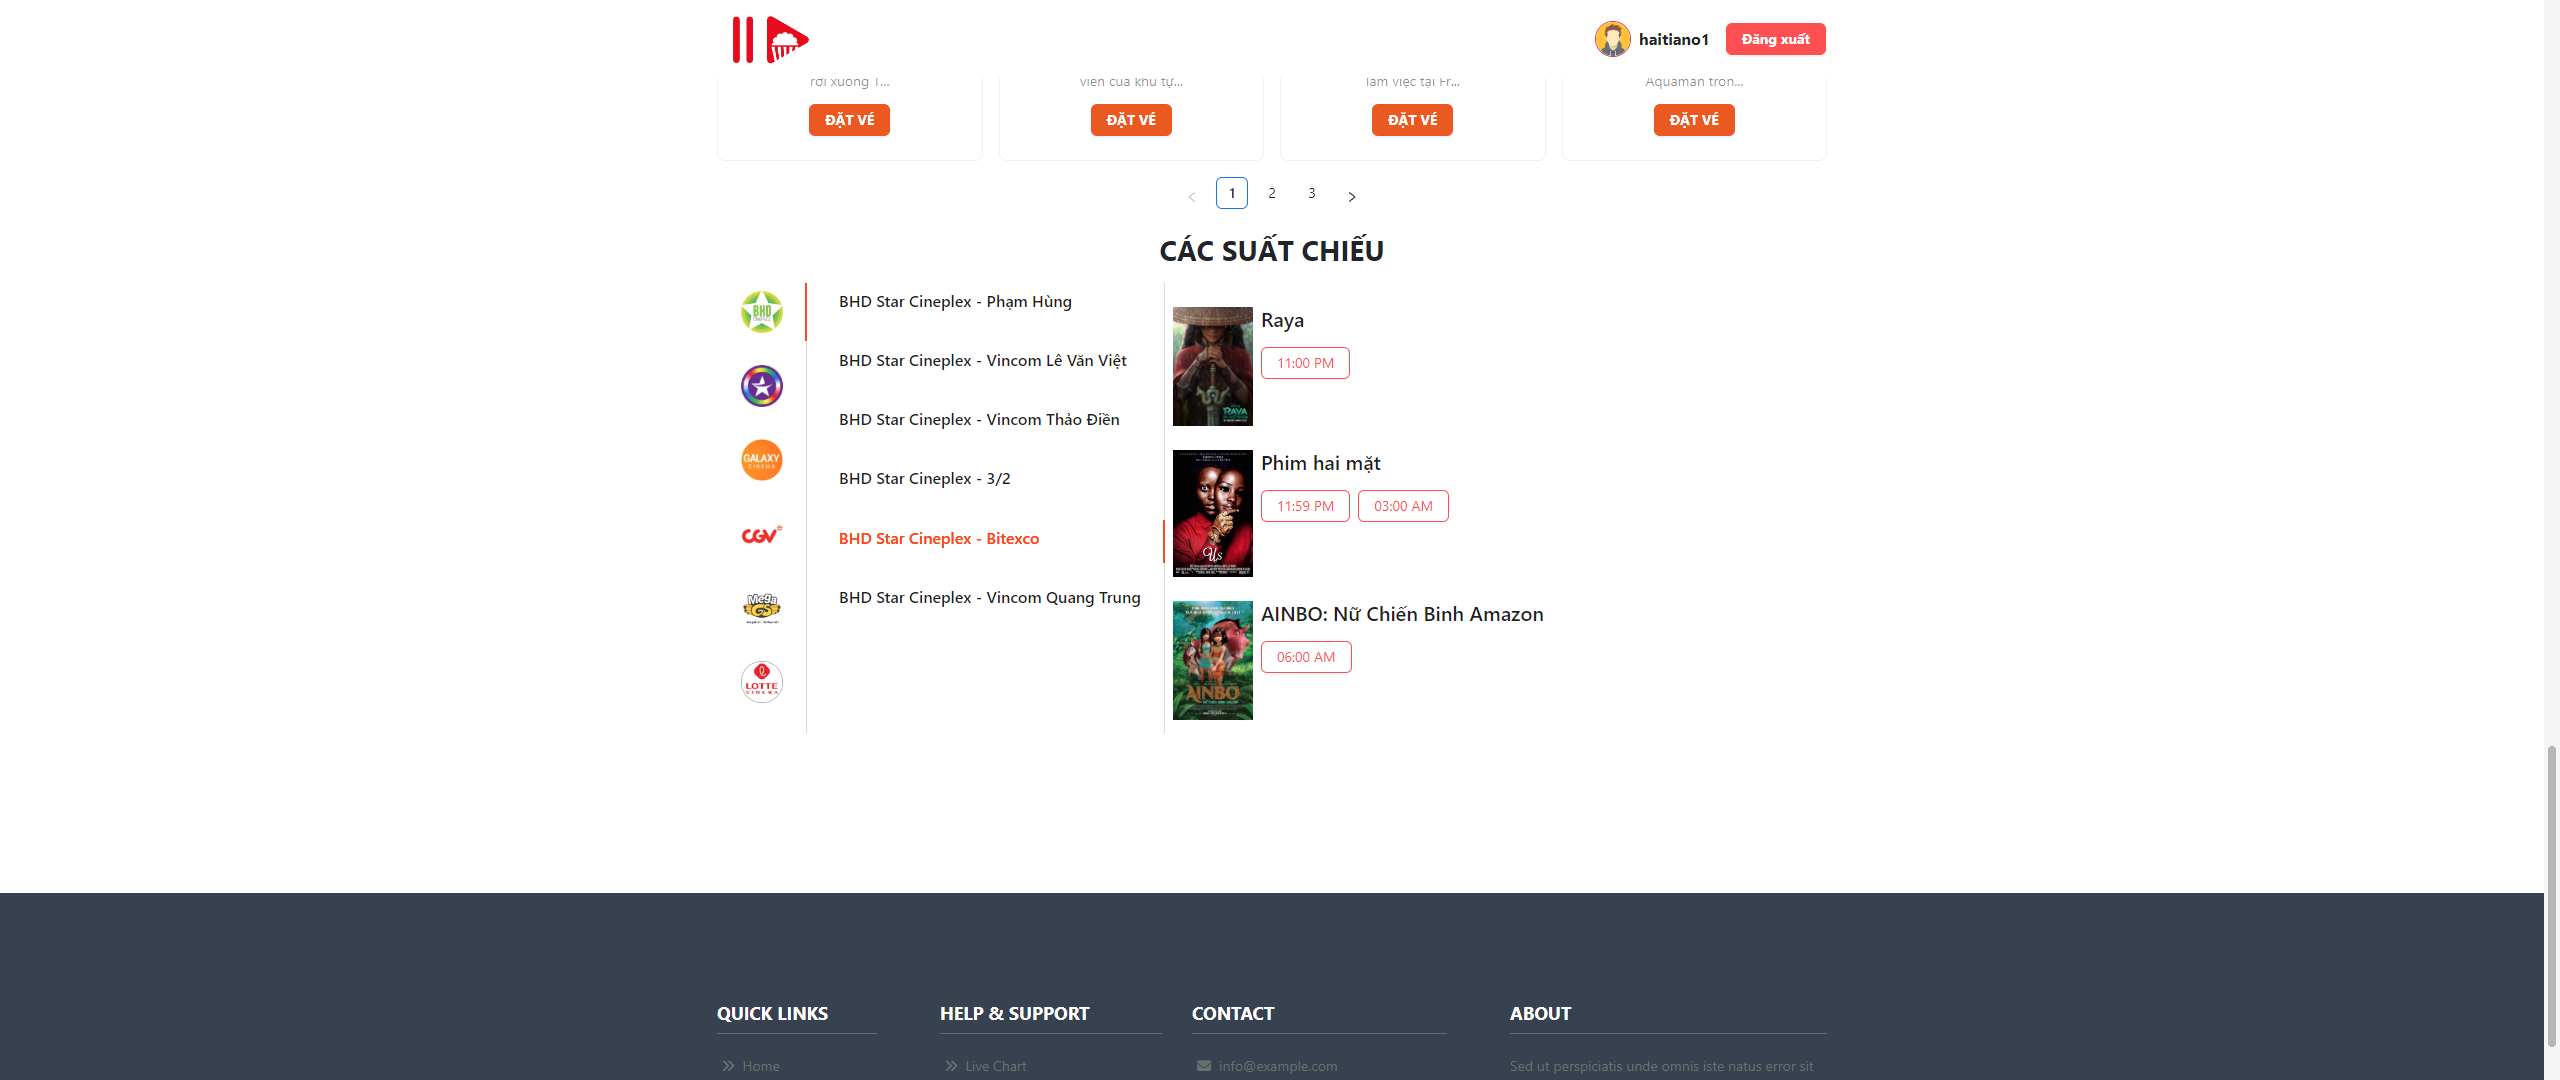 haitiano1
Đăng xuất
rơi xuống T...
viên của khu tự...
làm việc tại Fr...
Aquaman tron...
ĐẶT VÉ
ĐẶT VÉ
ĐẶT VÉ
ĐẶT VÉ
1
2
3
CÁC SUẤT CHIẾU
BHD
CINEPLEX
GALAXY
CINEMA
CGV
Mega
GS
LOTTE
CINEMA
BHD Star Cineplex - Phạm Hùng
BHD Star Cineplex - Vincom Lê Văn Việt
BHD Star Cineplex - Vincom Thảo Điền
BHD Star Cineplex - 3/2
BHD Star Cineplex - Bitexco
BHD Star Cineplex - Vincom Quang Trung
RAYA
Raya
11:00 PM
Us
Phim hai mặt
11:59 PM
03:00 AM
AINBO
AINBO: Nữ Chiến Binh Amazon
06:00 AM
QUICK LINKS
Home
HELP & SUPPORT
Live Chart
CONTACT
info@example.com
ABOUT
Sed ut perspiciatis unde omnis iste natus error sit